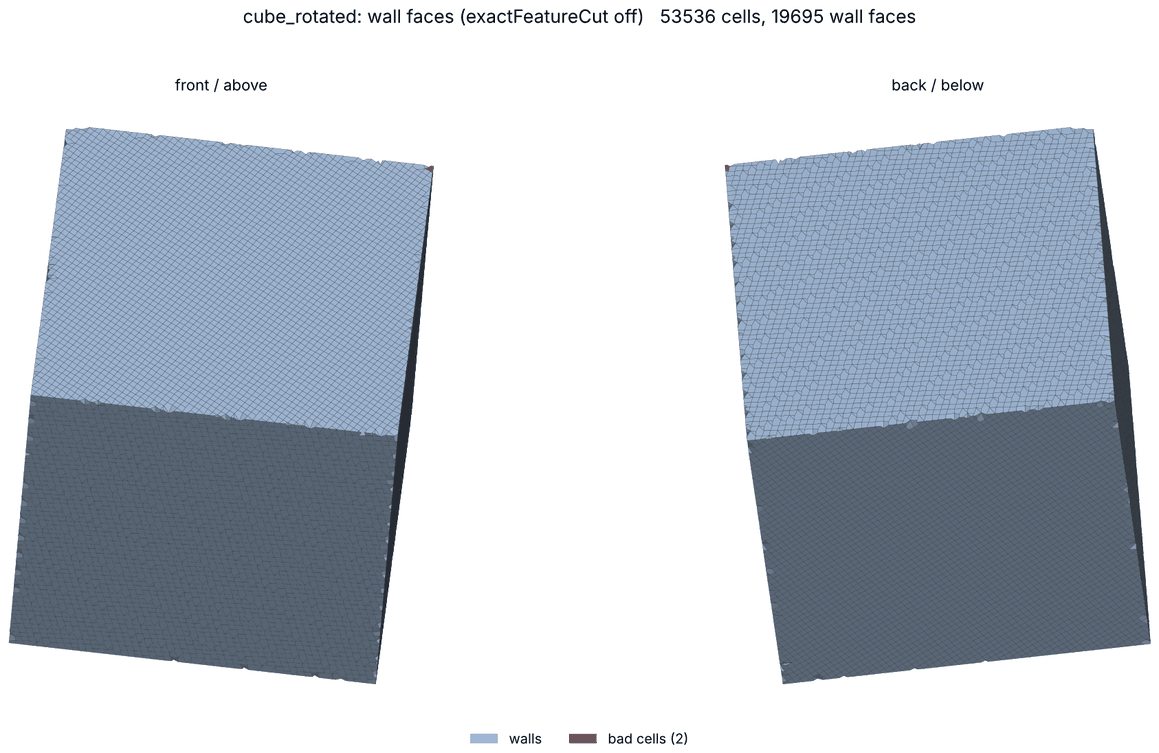 cube_rotated: wall faces (exactFeatureCut off)   53536 cells, 19695 wall faces
front / above
back / below
walls
bad cells (2)